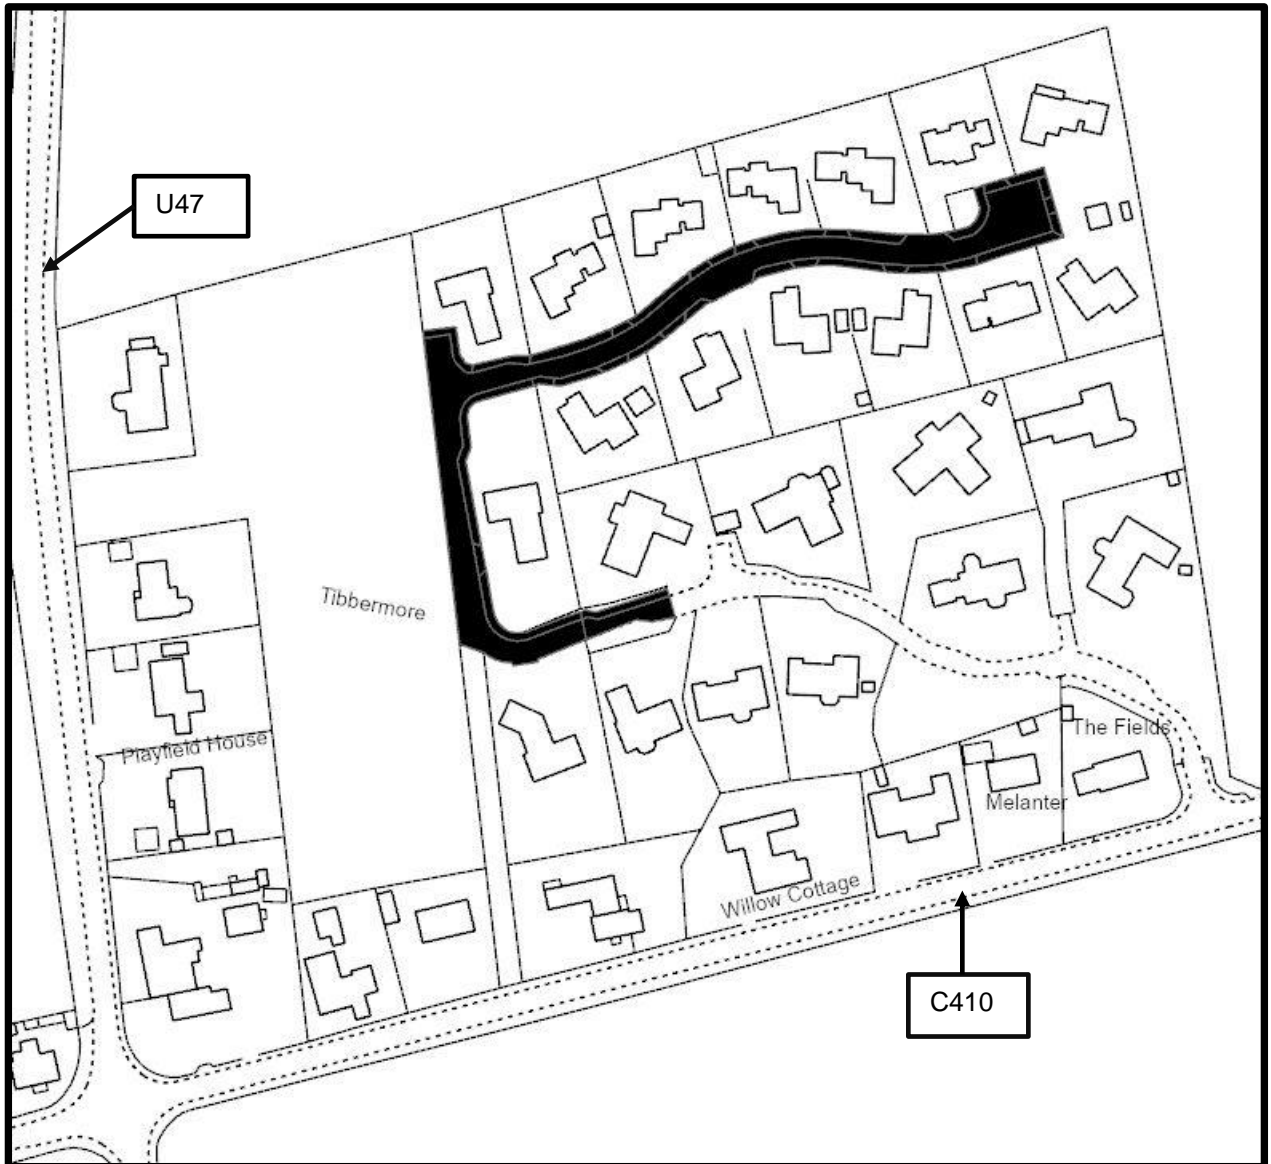 U47
Tibbermore
Playfield House
The Fields
Melanter
Willow Cottage
C410